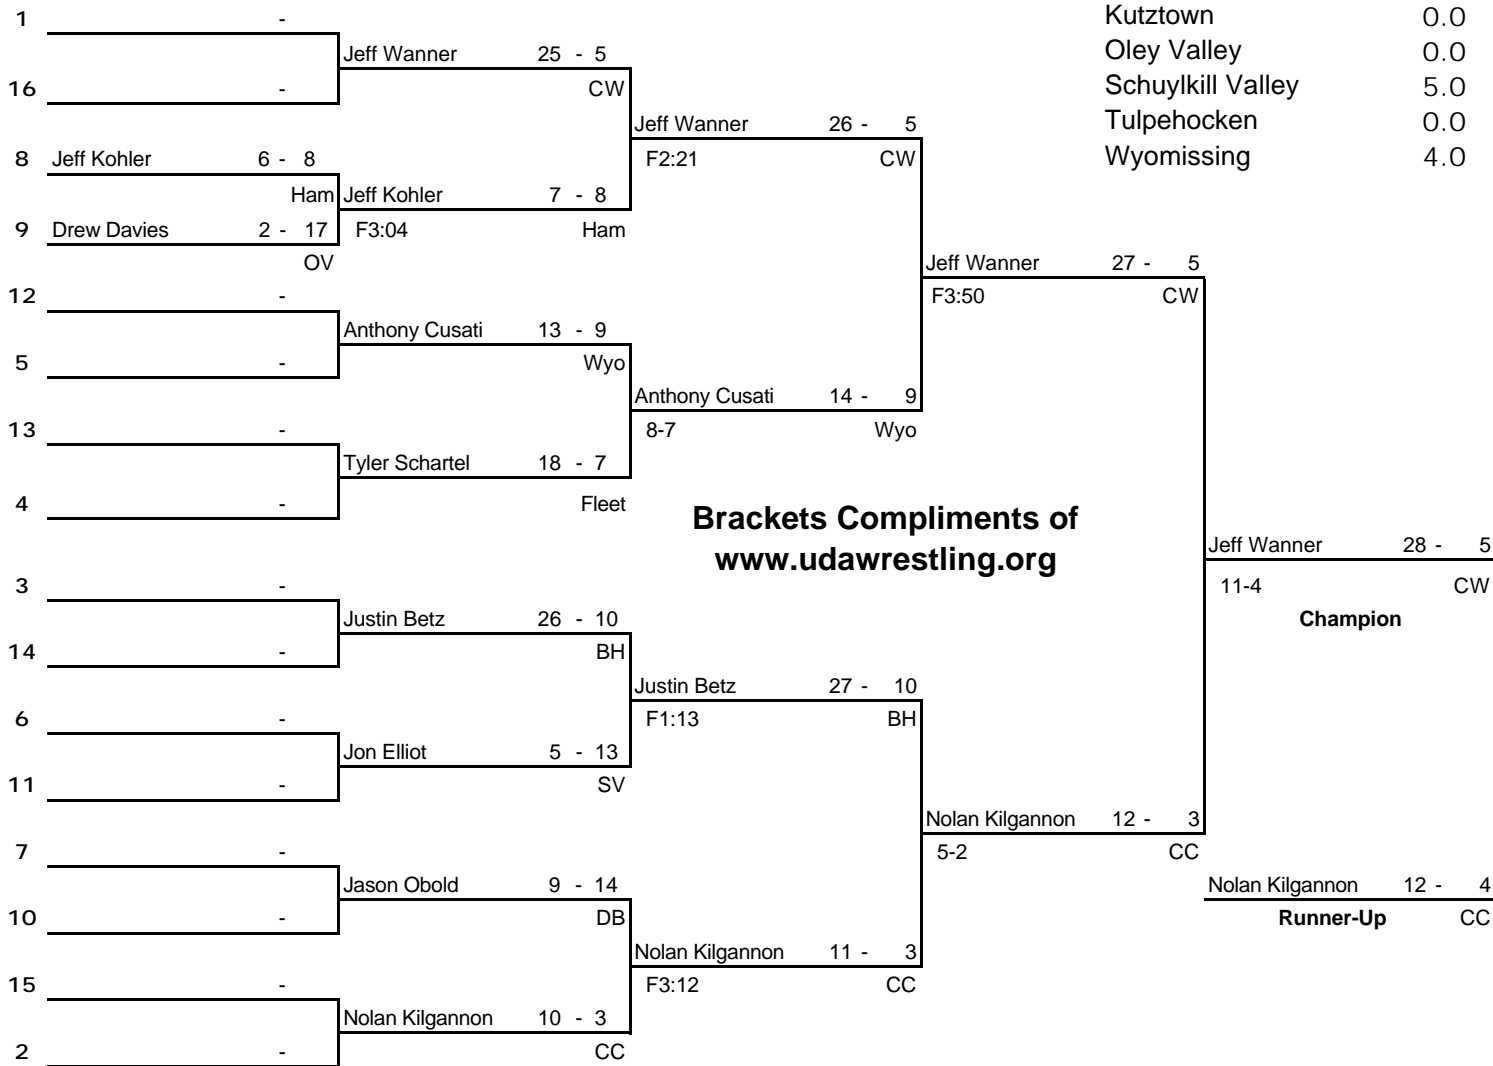 Kutztown 0.0
Oley Valley 0.0
Schuylkill Valley 5.0
Tulpehocken 0.0
Wyomissing 4.0
1 -
Jeff Wanner 25 - 5
16 - CW
Jeff Wanner 26 - 5
8 Jeff Kohler 6 - 8 F2:21 CW
Ham Jeff Kohler 7 - 8
9 Drew Davies 2 - 17 F3:04 Ham
OV Jeff Wanner 27 - 5
12 - F3:50 CW
Anthony Cusati 13 - 9
5 - Wyo
Anthony Cusati 14 - 9
13 - 8-7 Wyo
Tyler Schartel 18 - 7
4 - Fleet
Brackets Compliments of
www.udawrestling.org
Jeff Wanner 28 - 5
3 - 11-4 CW
Justin Betz 26 - 10 Champion
14 - BH
Justin Betz 27 - 10
6 - F1:13 BH
Jon Elliot 5 - 13
11 - SV
Nolan Kilgannon 12 - 3
7 - 5-2 CC
Jason Obold 9 - 14 Nolan Kilgannon 12 - 4
10 - DB Runner-Up CC
Nolan Kilgannon 11 - 3
15 - F3:12 CC
Nolan Kilgannon 10 - 3
2 - CC